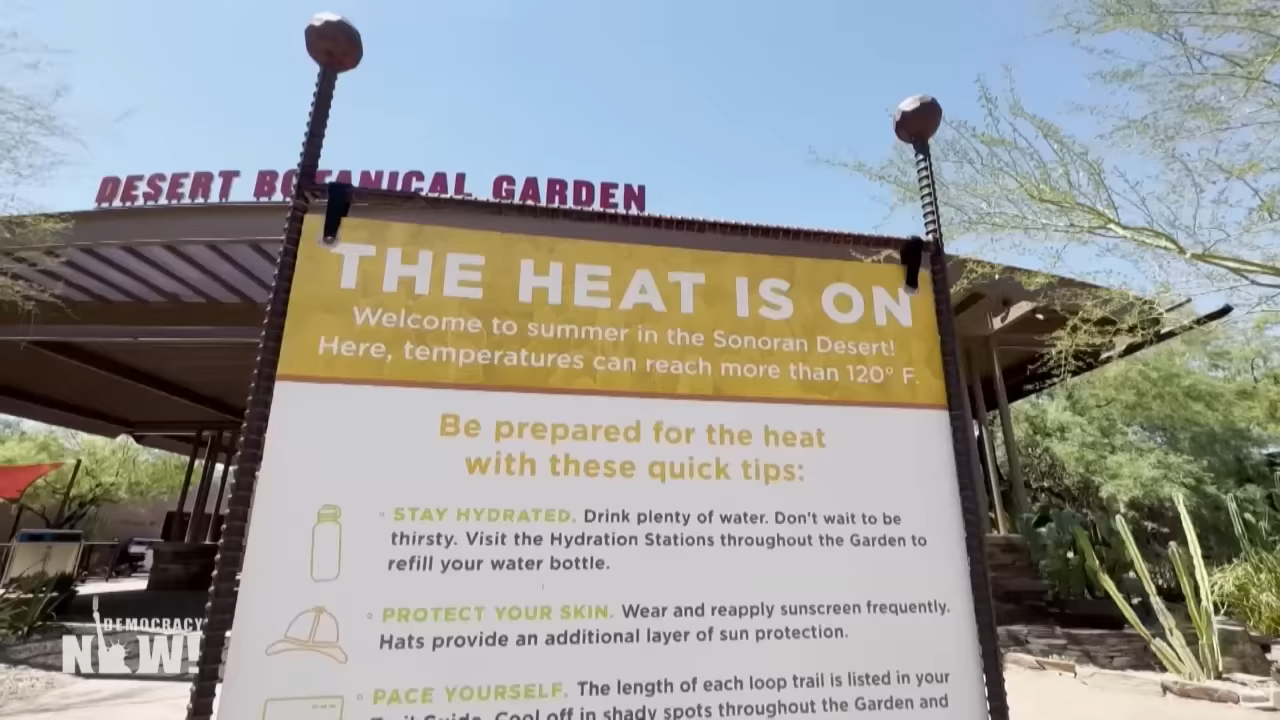 DESERT BOTANICAL GARDEN
THE HEAT IS ON
Welcome to summer in the Sonoran Desert!
Here, temperatures can reach more than 120° F.
Be prepared for the heat
with these quick tips:
STAY HYDRATED. Drink plenty of water. Don't wait to be
thirsty. Visit the Hydration Stations throughout the Garden to
refill your water bottle.
PROTECT YOUR SKIN. Wear and reapply sunscreen frequently.
Hats provide an additional layer of sun protection.
PACE YOURSELF. The length of each loop trail is listed in your
Trail Guide. Cool off in shady spots throughout the Garden and
DEMOCRACY
NOW!